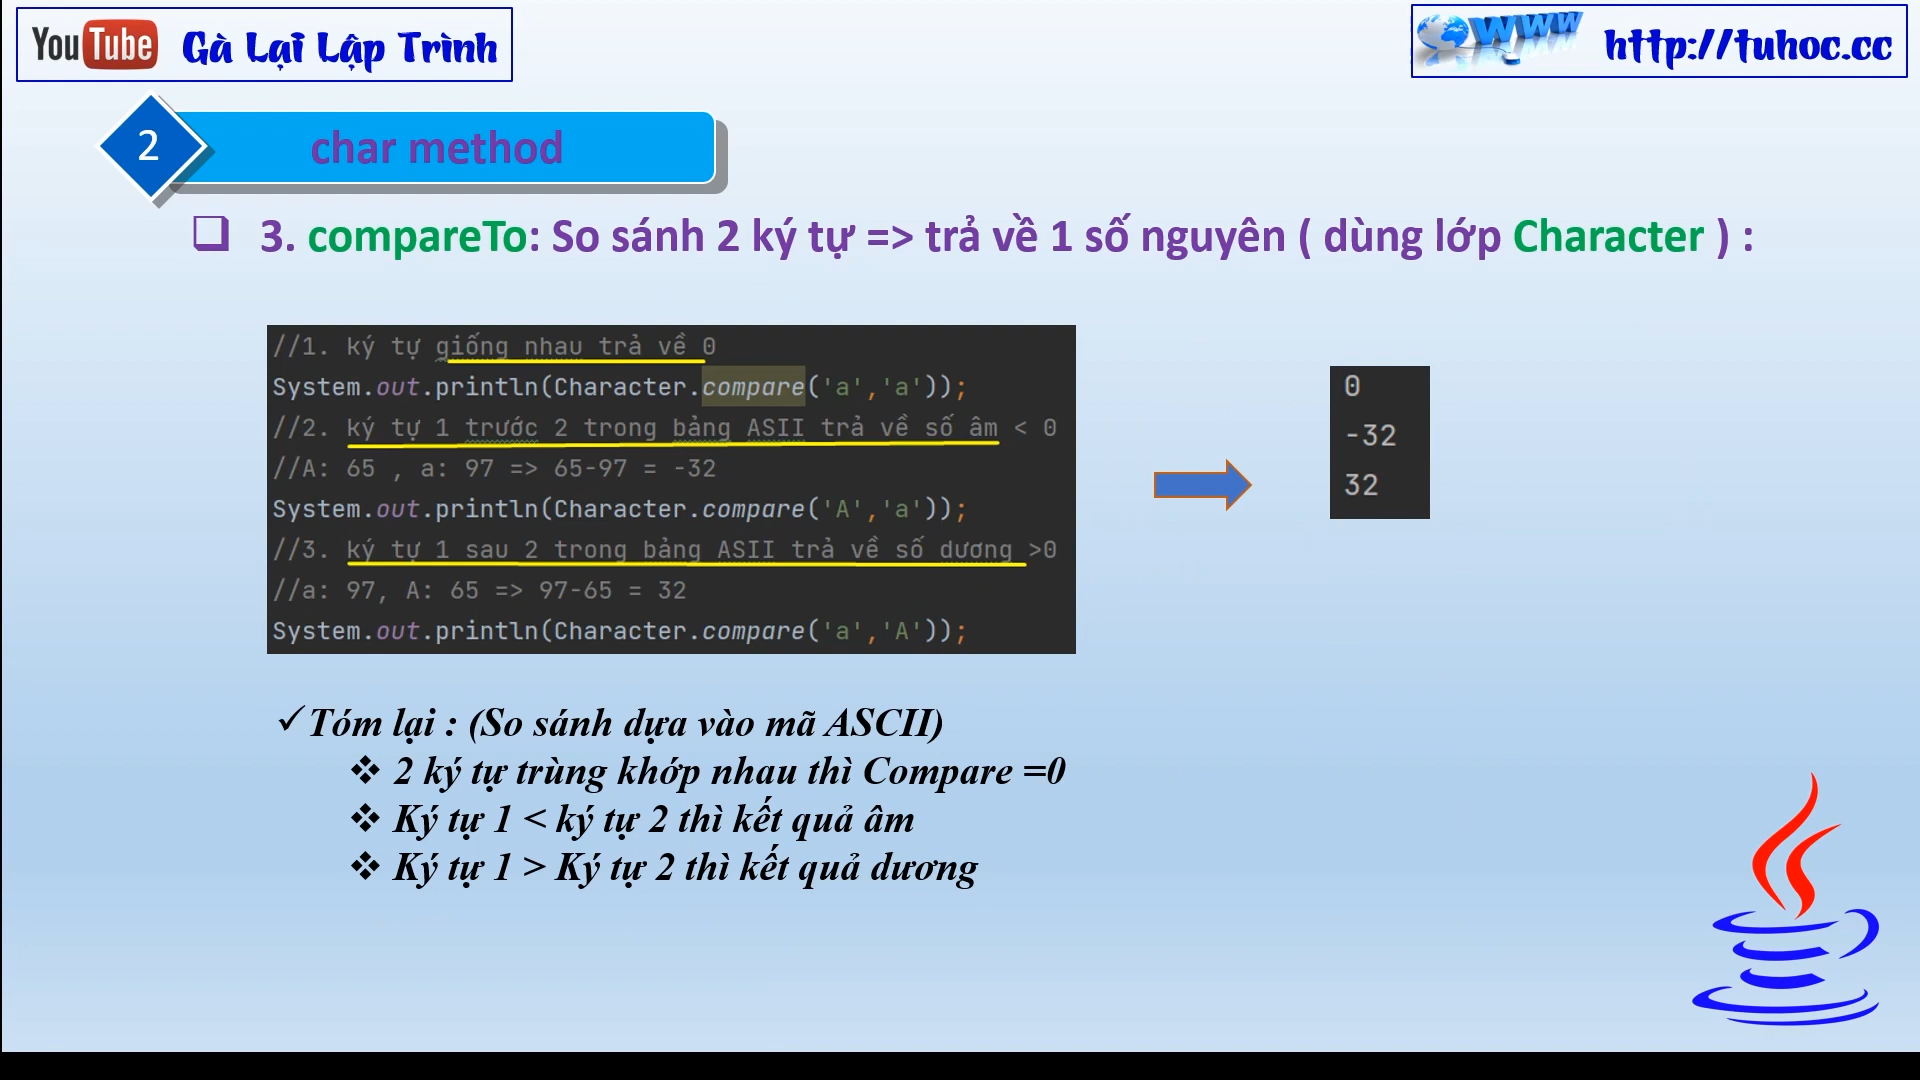 YouTube Gà Lại Lập Trình
WWW http://tuhoc.cc
2 char method
3. compareTo: So sánh 2 ký tự => trả về 1 số nguyên ( dùng lớp Character ) :
//1. ký tự giống nhau trả về 0
System.out.println(Character.compare('a','a'));
//2. ký tự 1 trước 2 trong bảng ASII trả về số âm < 0
//A: 65 , a: 97 => 65-97 = -32
System.out.println(Character.compare('A','a'));
//3. ký tự 1 sau 2 trong bảng ASII trả về số dương >0
//a: 97, A: 65 => 97-65 = 32
System.out.println(Character.compare('a','A'));
0
-32
32
✓Tóm lại : (So sánh dựa vào mã ASCII)
❖ 2 ký tự trùng khớp nhau thì Compare =0
❖ Ký tự 1 < ký tự 2 thì kết quả âm
❖ Ký tự 1 > Ký tự 2 thì kết quả dương